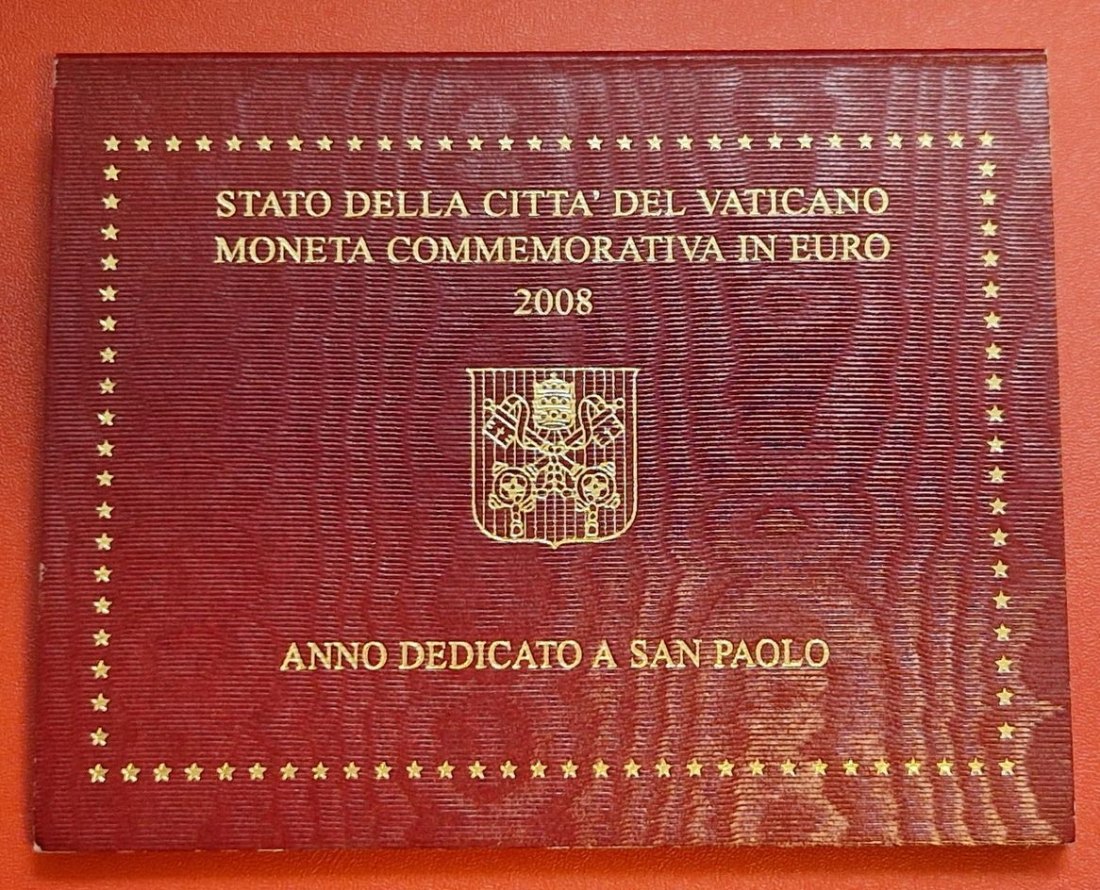 STATO DELLA CITTA' DEL VATICANO
MONETA COMMEMORATIVA IN EURO
2008
ANNO DEDICATO A SAN PAOLO